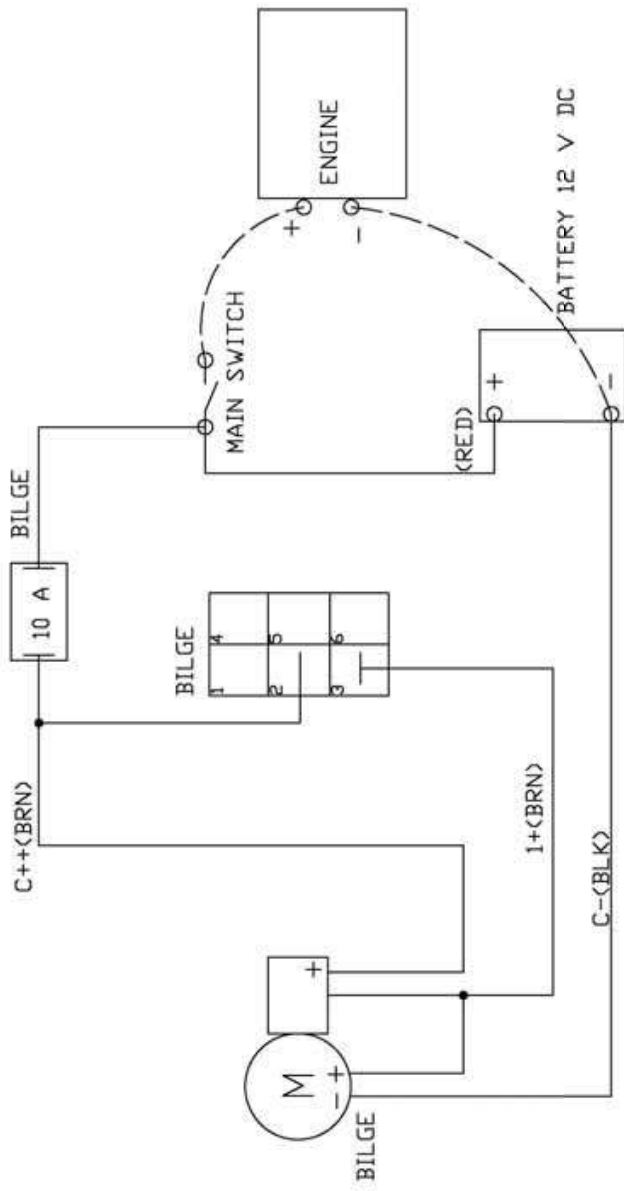 BILGE
10 A
C++(BRN)
ENGINE
+
-
MAIN SWITCH
BILGE
1 4
2 5
3 6
(RED)
+
-
BATTERY 12 V DC
+
M
- +
BILGE
1+(BRN)
C-(BLK)